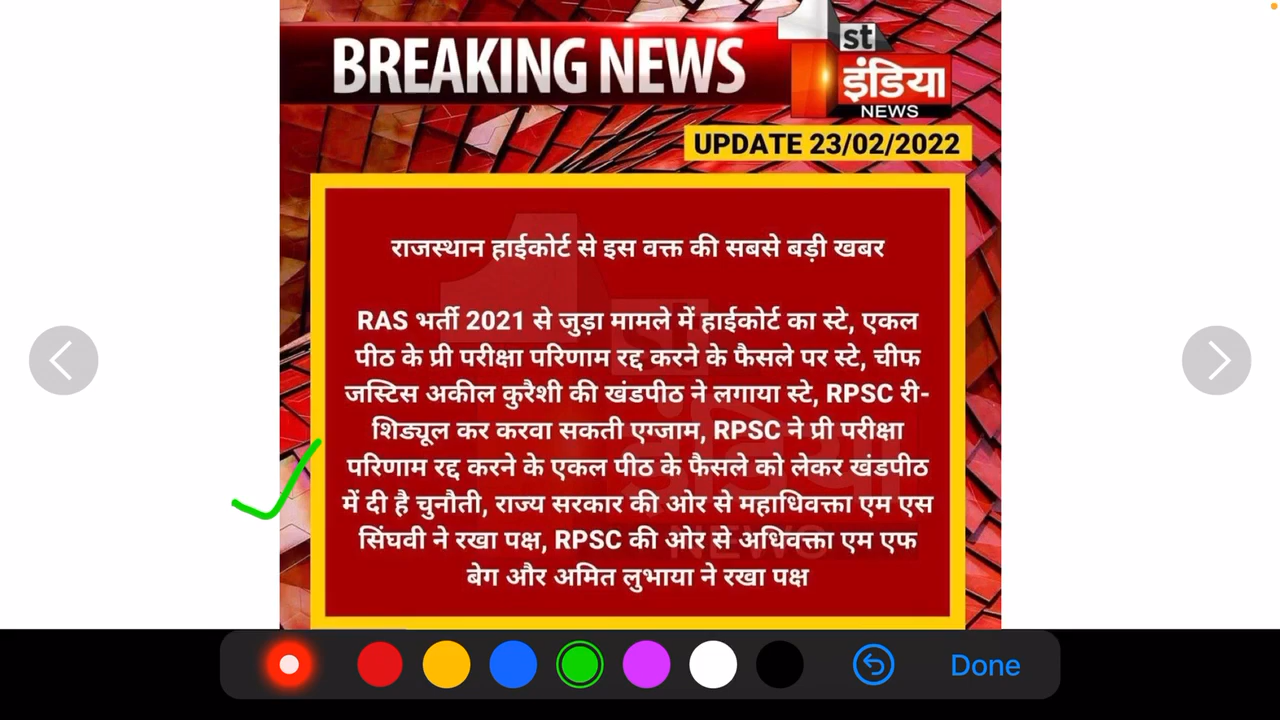 BREAKING NEWS
1st
इंडिया
NEWS
UPDATE 23/02/2022
राजस्थान हाईकोर्ट से इस वक्त की सबसे बड़ी खबर
RAS भर्ती 2021 से जुड़ा मामले में हाईकोर्ट का स्टे, एकल
पीठ के प्री परीक्षा परिणाम रद्द करने के फैसले पर स्टे, चीफ
जस्टिस अकील कुरैशी की खंडपीठ ने लगाया स्टे, RPSC री-
शिड्यूल कर करवा सकती एग्जाम, RPSC ने प्री परीक्षा
परिणाम रद्द करने के एकल पीठ के फैसले को लेकर खंडपीठ
में दी है चुनौती, राज्य सरकार की ओर से महाधिवक्ता एम एस
सिंघवी ने रखा पक्ष, RPSC की ओर से अधिवक्ता एम एफ
बेग और अमित लुभाया ने रखा पक्ष
Done